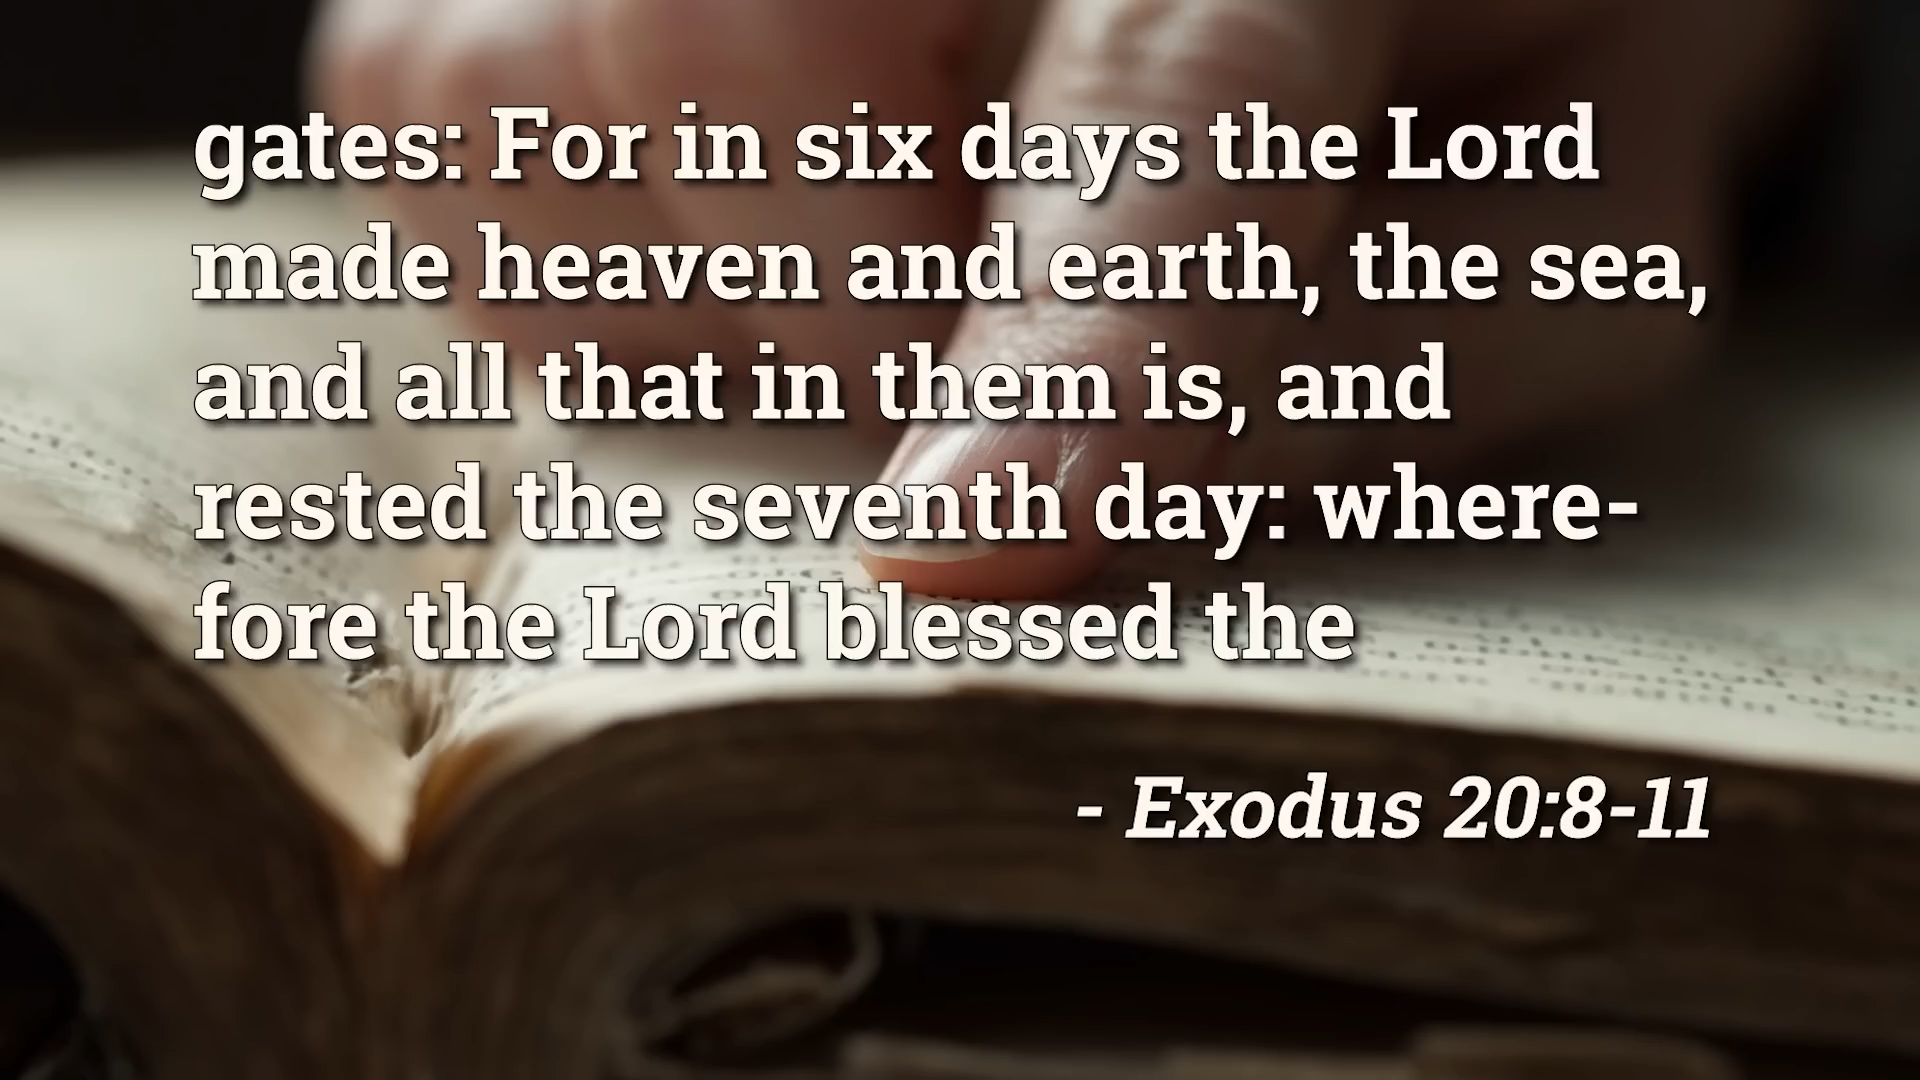 gates: For in six days the Lord
made heaven and earth, the sea,
and all that in them is, and
rested the seventh day: where-
fore the Lord blessed the
- Exodus 20:8-11